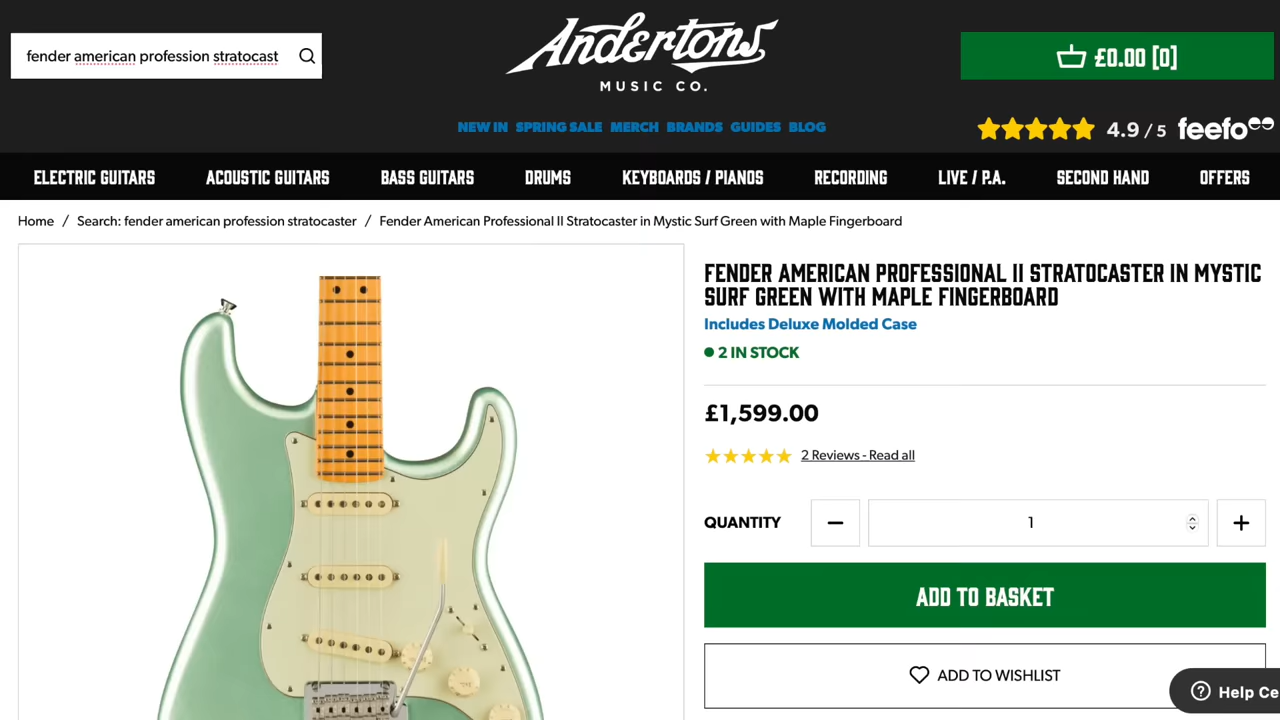 fender american profession stratocast
Andertons
MUSIC CO.
£0.00 [0]
NEW IN SPRING SALE MERCH BRANDS GUIDES BLOG
4.9 / 5 feefo
ELECTRIC GUITARS ACOUSTIC GUITARS BASS GUITARS DRUMS KEYBOARDS / PIANOS RECORDING LIVE / P.A. SECOND HAND OFFERS
Home / Search: fender american profession stratocaster / Fender American Professional II Stratocaster in Mystic Surf Green with Maple Fingerboard
FENDER AMERICAN PROFESSIONAL II STRATOCASTER IN MYSTIC
SURF GREEN WITH MAPLE FINGERBOARD
Includes Deluxe Molded Case
2 IN STOCK
£1,599.00
2 Reviews - Read all
QUANTITY − 1 +
ADD TO BASKET
ADD TO WISHLIST
? Help Ce